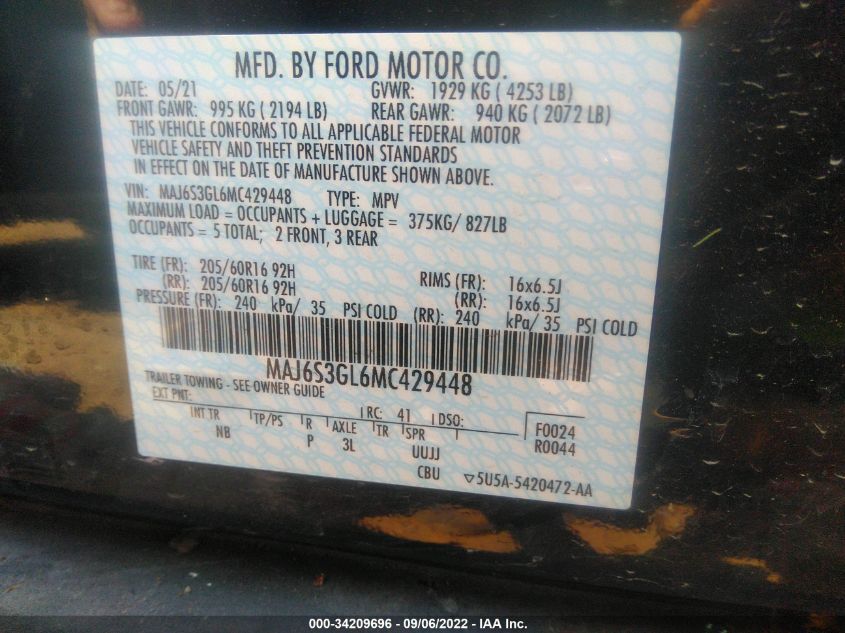 MFD. BY FORD MOTOR CO.
DATE: 05/21 GVWR: 1929 KG ( 4253 LB)
FRONT GAWR: 995 KG ( 2194 LB) REAR GAWR: 940 KG ( 2072 LB)
THIS VEHICLE CONFORMS TO ALL APPLICABLE FEDERAL MOTOR
VEHICLE SAFETY AND THEFT PREVENTION STANDARDS
IN EFFECT ON THE DATE OF MANUFACTURE SHOWN ABOVE.
VIN: MAJ6S3GL6MC429448 TYPE: MPV
MAXIMUM LOAD = OCCUPANTS + LUGGAGE = 375KG/ 827LB
OCCUPANTS = 5 TOTAL; 2 FRONT, 3 REAR
TIRE (FR): 205/60R16 92H RIMS (FR): 16x6.5J
(RR): 205/60R16 92H (RR): 16x6.5J
PRESSURE (FR): 240 kPa/ 35 PSI COLD (RR): 240 kPa/ 35 PSI COLD
MAJ6S3GL6MC429448
TRAILER TOWING - SEE OWNER GUIDE
EXT PNT: RC: 41 DSO: F0024
INT TR TP/PS R AXLE TR SPR R0044
NB P 3L UUJJ
CBU ▽5U5A-5420472-AA
000-34209696 - 09/06/2022 - IAA Inc.